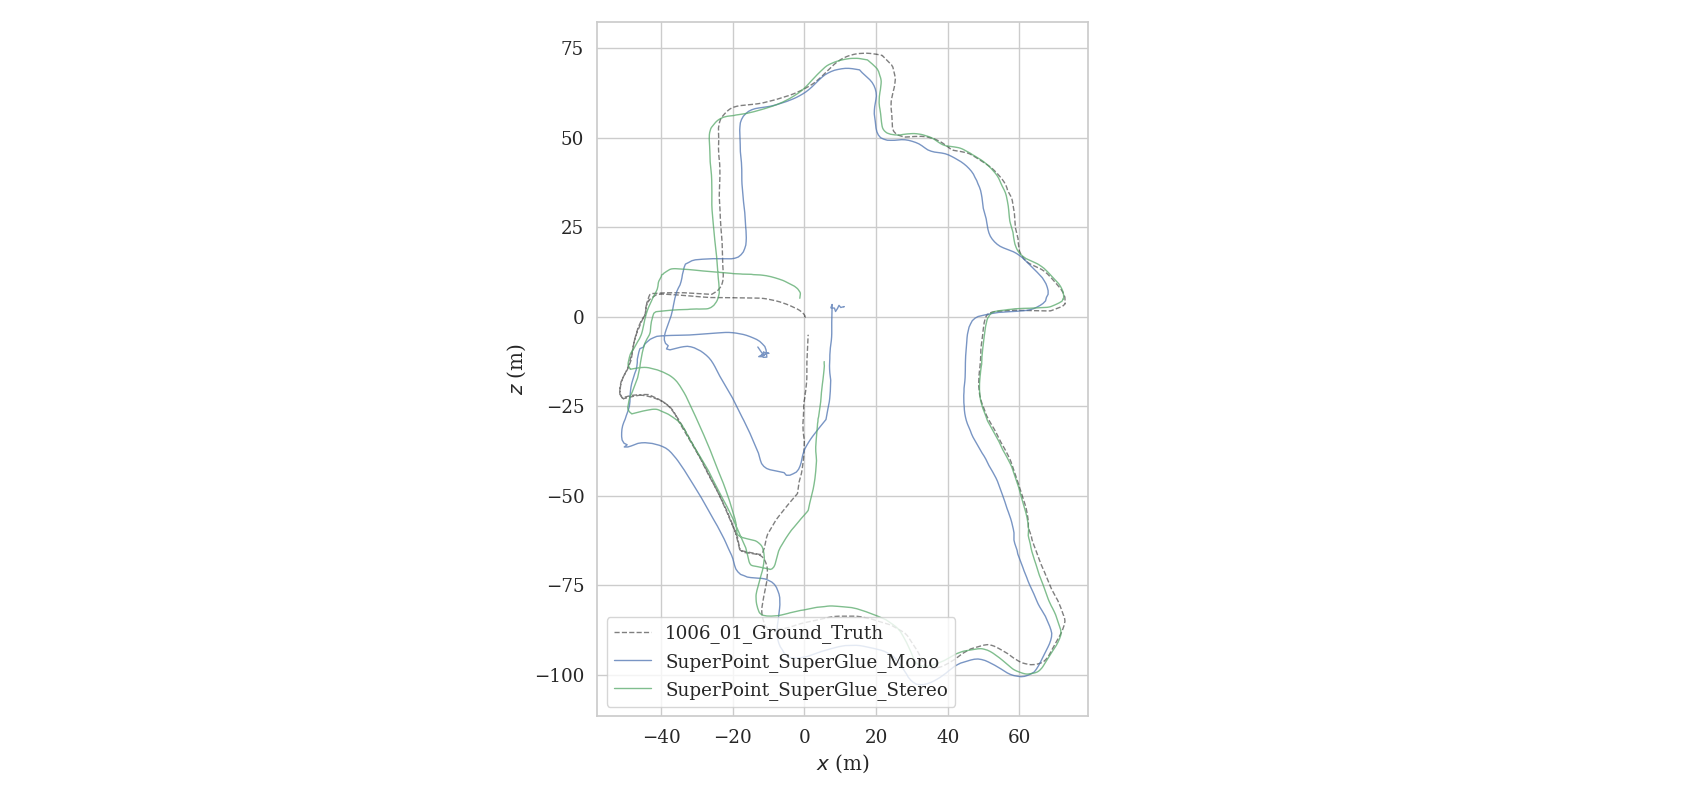 75
50
25
0
−25
−50
−75
−100
z (m)
1006_01_Ground_Truth
SuperPoint_SuperGlue_Mono
SuperPoint_SuperGlue_Stereo
−40 −20 0 20 40 60
x (m)